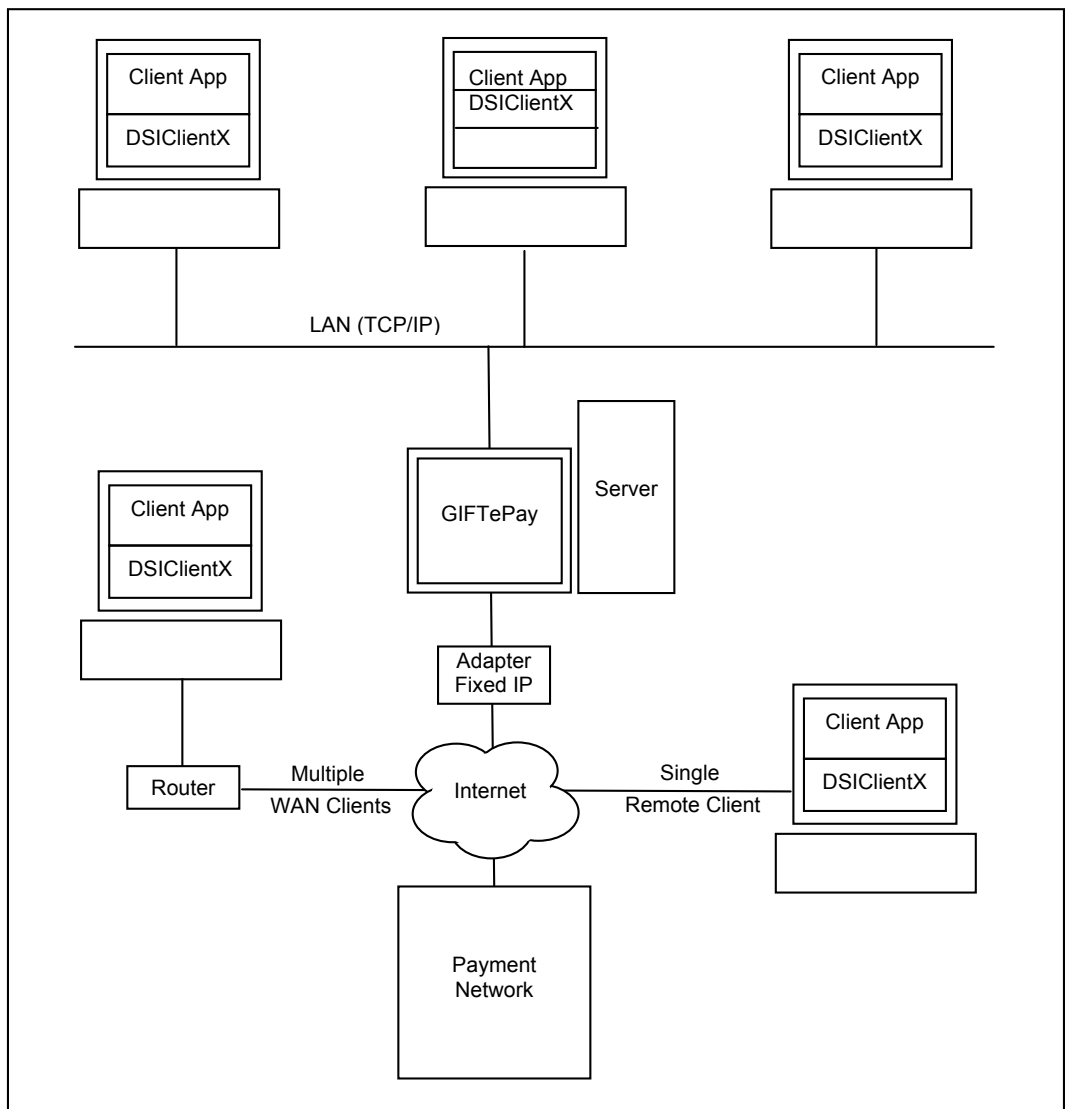 Client App
DSIClientX
Client App
DSIClientX
Client App
DSIClientX
LAN (TCP/IP)
GIFTePay
Server
Client App
DSIClientX
Adapter
Fixed IP
Client App
DSIClientX
Router
Multiple
WAN Clients
Internet
Single
Remote Client
Payment
Network